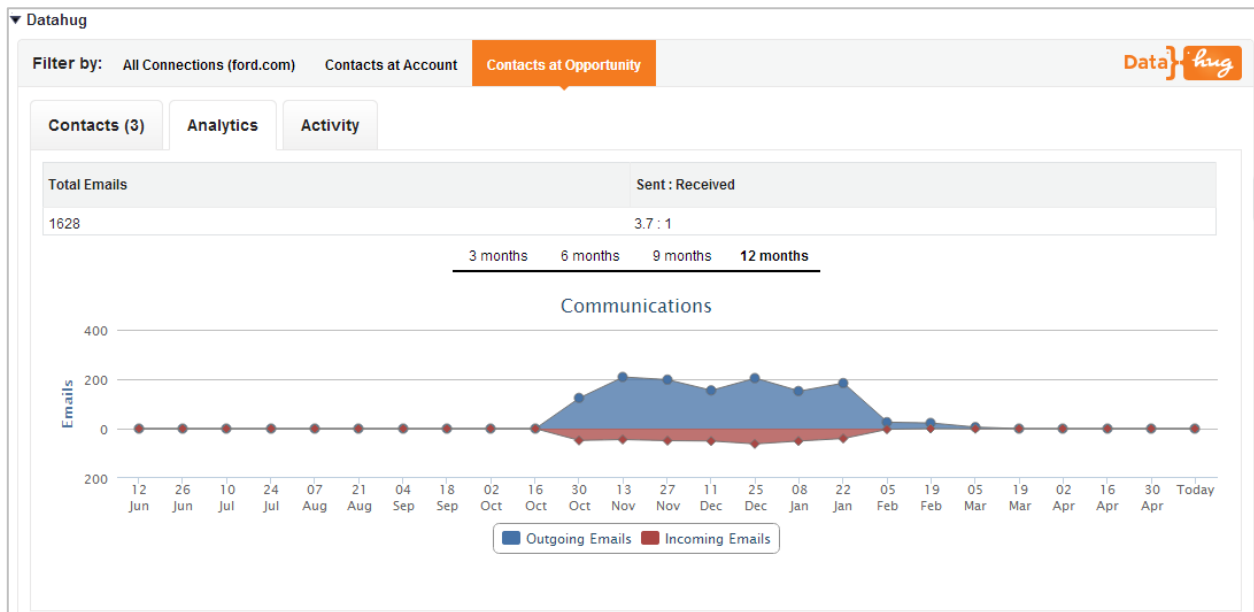 Datahug
Filter by: All Connections (ford.com) Contacts at Account Contacts at Opportunity Data}{hug
Contacts (3) Analytics Activity
Total Emails Sent : Received
1628 3.7 : 1
3 months 6 months 9 months 12 months
Communications
400
200
0
200
Emails
12 Jun 26 Jun 10 Jul 24 Jul 07 Aug 21 Aug 04 Sep 18 Sep 02 Oct 16 Oct 30 Oct 13 Nov 27 Nov 11 Dec 25 Dec 08 Jan 22 Jan 05 Feb 19 Feb 05 Mar 19 Mar 02 Apr 16 Apr 30 Apr Today
Outgoing Emails Incoming Emails